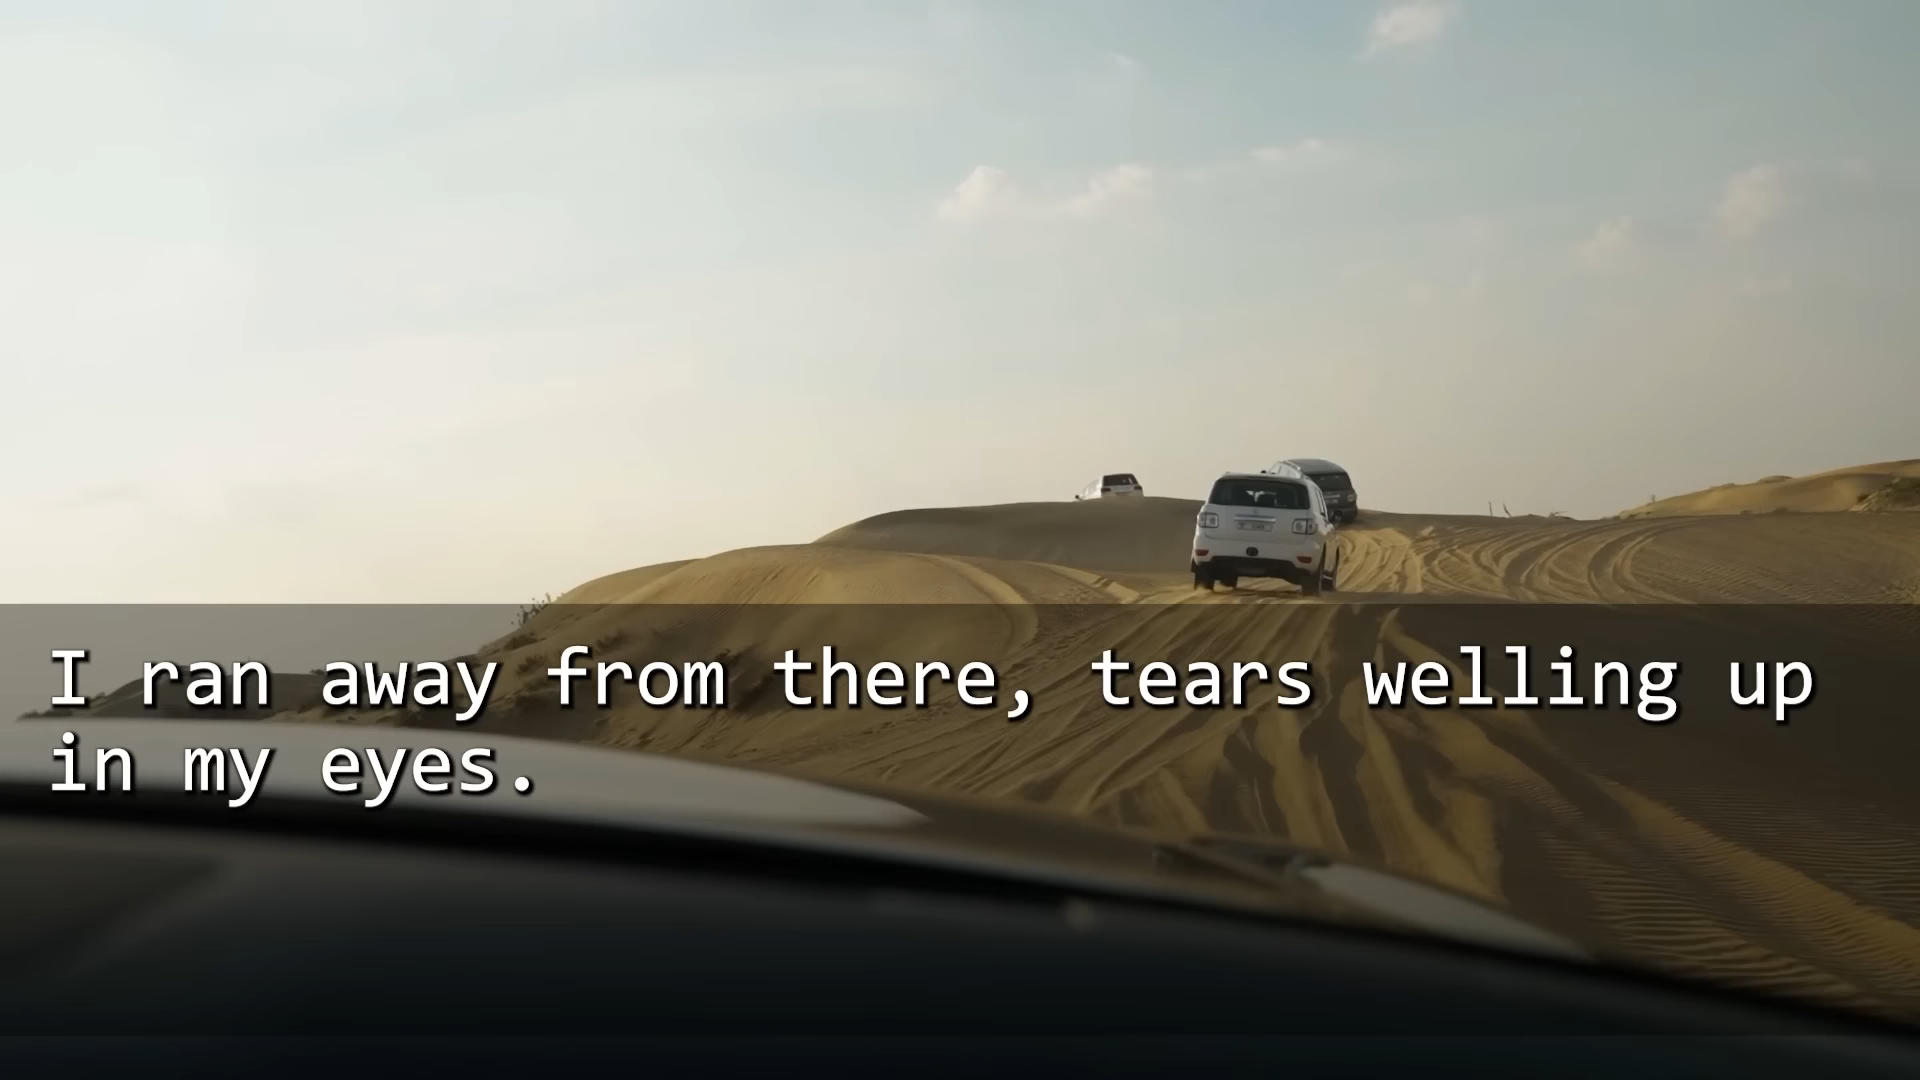 I ran away from there, tears welling up
in my eyes.